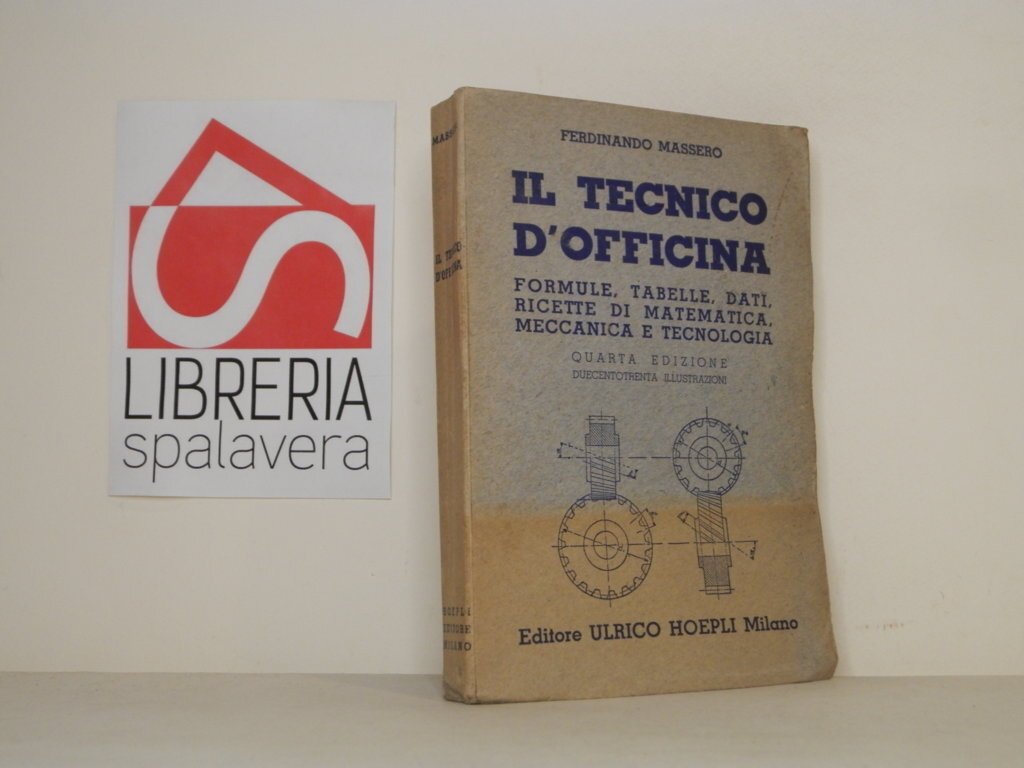 LIBRERIA
spalavera
MASSERO
IL TECNICO
D'OFFICINA
HOEPLI
EDITORE
MILANO
FERDINANDO MASSERO
IL TECNICO
D'OFFICINA
FORMULE, TABELLE, DATI,
RICETTE DI MATEMATICA,
MECCANICA E TECNOLOGIA
QUARTA EDIZIONE
DUECENTOTRENTA ILLUSTRAZIONI
Editore ULRICO HOEPLI Milano